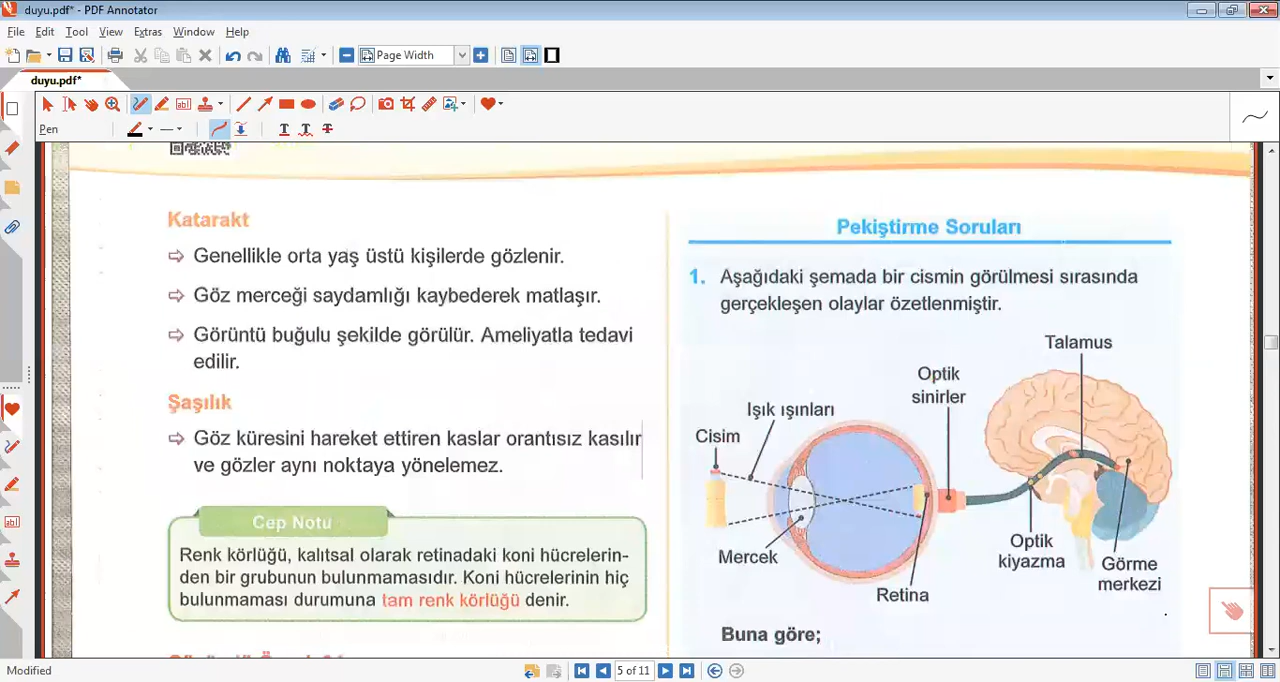 duyu.pdf* - PDF Annotator
File Edit Tool View Extras Window Help
Page Width
duyu.pdf*
Pen
Katarakt
⇨ Genellikle orta yaş üstü kişilerde gözlenir.
⇨ Göz merceği saydamlığı kaybederek matlaşır.
⇨ Görüntü buğulu şekilde görülür. Ameliyatla tedavi
edilir.
Şaşılık
⇨ Göz küresini hareket ettiren kaslar orantısız kasılır
ve gözler aynı noktaya yönelemez.
Cep Notu
Renk körlüğü, kalıtsal olarak retinadaki koni hücrelerin-
den bir grubunun bulunmamasıdır. Koni hücrelerinin hiç
bulunmaması durumuna tam renk körlüğü denir.
Pekiştirme Soruları
1. Aşağıdaki şemada bir cismin görülmesi sırasında
gerçekleşen olaylar özetlenmiştir.
Talamus
Optik
sinirler
Işık ışınları
Cisim
Mercek
Retina
Optik
kiyazma
Görme
merkezi
Buna göre;
Modified
5 of 11